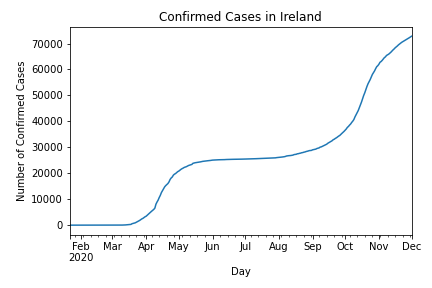 Confirmed Cases in Ireland
Number of Confirmed Cases
70000
60000
50000
40000
30000
20000
10000
0
Feb Mar Apr May Jun Jul Aug Sep Oct Nov Dec
2020
Day